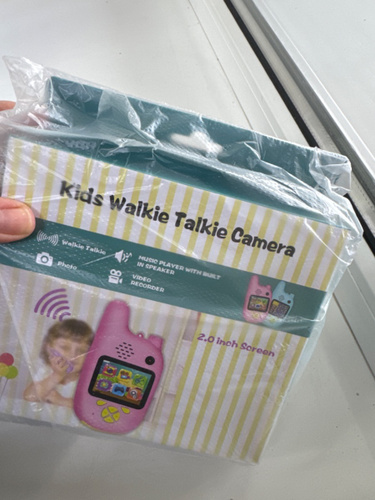 Kids Walkie Talkie Camera
Walkie Talkie
MUSIC PLAYER WITH BUILT
IN SPEAKER
Photo
VIDEO
RECORDER
2.0 Inch Screen